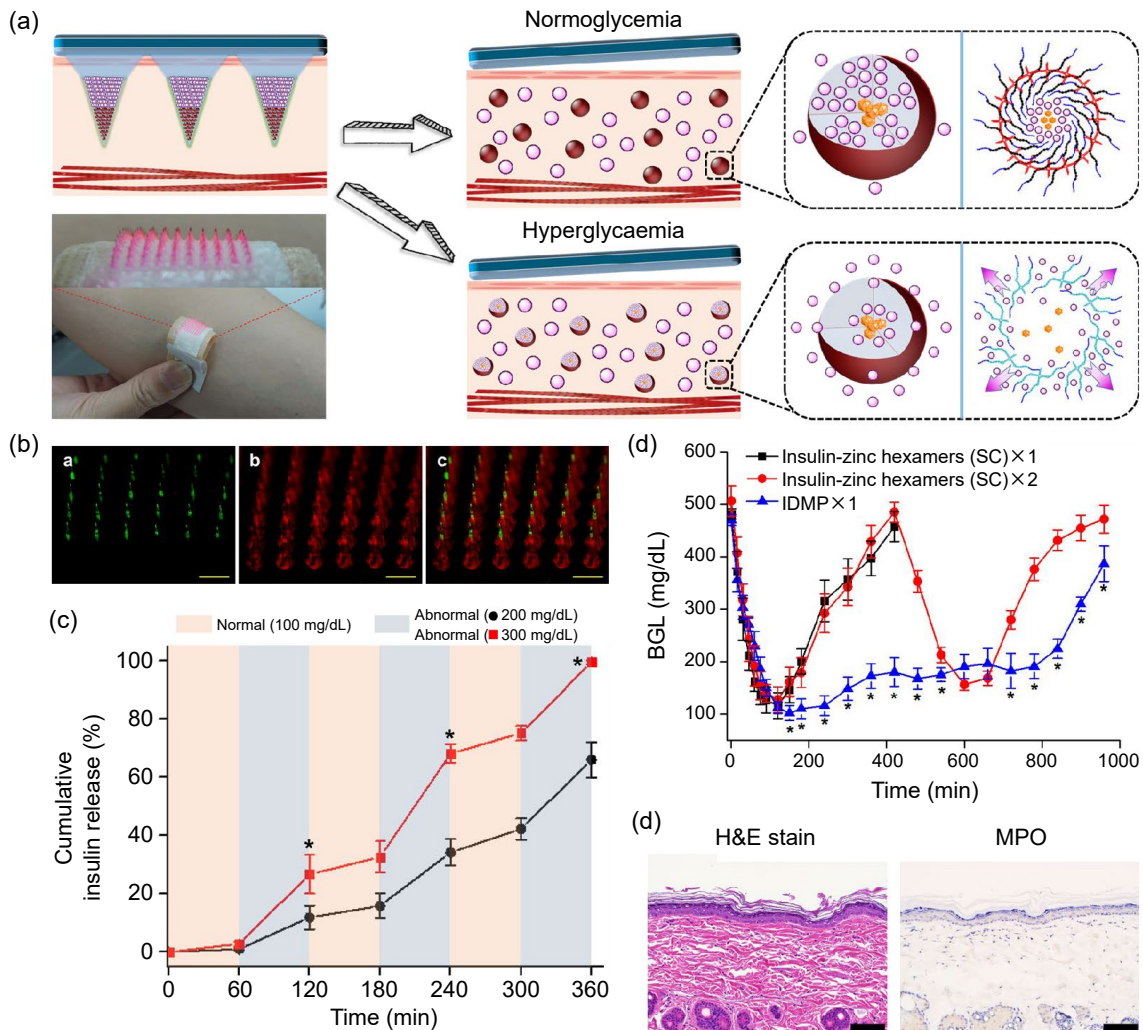 (a)
Normoglycemia
Hyperglycaemia
(b)
a
b
c
(c)
Normal (100 mg/dL)
Abnormal (● 200 mg/dL)
Abnormal (■ 300 mg/dL)
Cumulative
insulin release (%)
100
80
60
40
20
0
*
*
*
0 60 120 180 240 300 360
Time (min)
(d)
Insulin-zinc hexamers (SC)×1
Insulin-zinc hexamers (SC)×2
IDMP×1
BGL (mg/dL)
600
500
400
300
200
100
* * * * * * * * * * * * *
0 200 400 600 800 1000
Time (min)
(d)
H&E stain
MPO